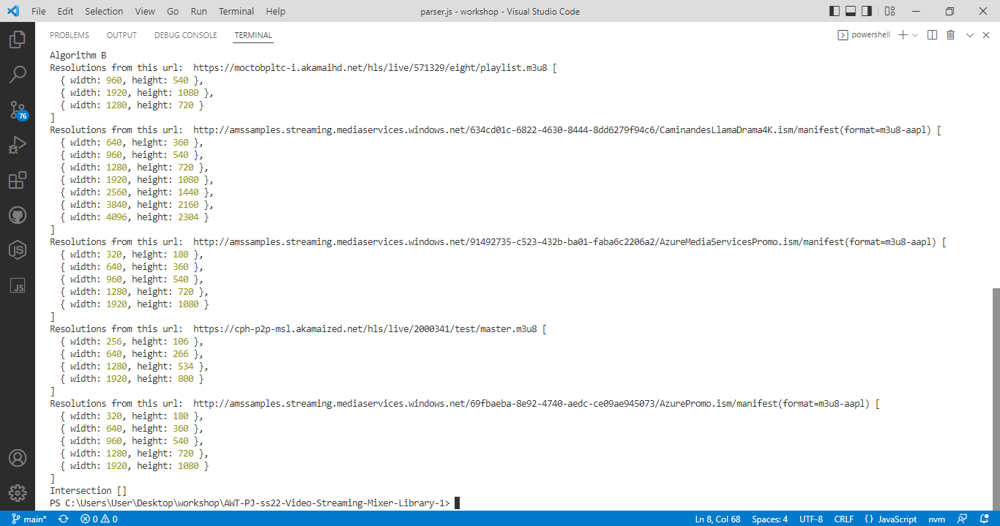 File Edit Selection View Go Run Terminal Help parser.js - workshop - Visual Studio Code
PROBLEMS OUTPUT DEBUG CONSOLE TERMINAL powershell
Algorithm B
Resolutions from this url:  https://moctobpltc-i.akamaihd.net/hls/live/571329/eight/playlist.m3u8 [
  { width: 960, height: 540 },
  { width: 1920, height: 1080 },
  { width: 1280, height: 720 }
]
Resolutions from this url:  http://amssamples.streaming.mediaservices.windows.net/634cd01c-6822-4630-8444-8dd6279f94c6/CaminandesLlamaDrama4K.ism/manifest(format=m3u8-aapl) [
  { width: 640, height: 360 },
  { width: 960, height: 540 },
  { width: 1280, height: 720 },
  { width: 1920, height: 1080 },
  { width: 2560, height: 1440 },
  { width: 3840, height: 2160 },
  { width: 4096, height: 2304 }
]
Resolutions from this url:  http://amssamples.streaming.mediaservices.windows.net/91492735-c523-432b-ba01-faba6c2206a2/AzureMediaServicesPromo.ism/manifest(format=m3u8-aapl) [
  { width: 320, height: 180 },
  { width: 640, height: 360 },
  { width: 960, height: 540 },
  { width: 1280, height: 720 },
  { width: 1920, height: 1080 }
]
Resolutions from this url:  https://cph-p2p-msl.akamaized.net/hls/live/2000341/test/master.m3u8 [
  { width: 256, height: 106 },
  { width: 640, height: 266 },
  { width: 1280, height: 534 },
  { width: 1920, height: 800 }
]
Resolutions from this url:  http://amssamples.streaming.mediaservices.windows.net/69fbaeba-8e92-4740-aedc-ce09ae945073/AzurePromo.ism/manifest(format=m3u8-aapl) [
  { width: 320, height: 180 },
  { width: 640, height: 360 },
  { width: 960, height: 540 },
  { width: 1280, height: 720 },
  { width: 1920, height: 1080 }
]
Intersection []
PS C:\Users\User\Desktop\workshop\AWT-PJ-ss22-Video-Streaming-Mixer-Library-1>
76
JS
JS
main* 0 0 Ln 8, Col 68 Spaces: 4 UTF-8 CRLF {} JavaScript nvm